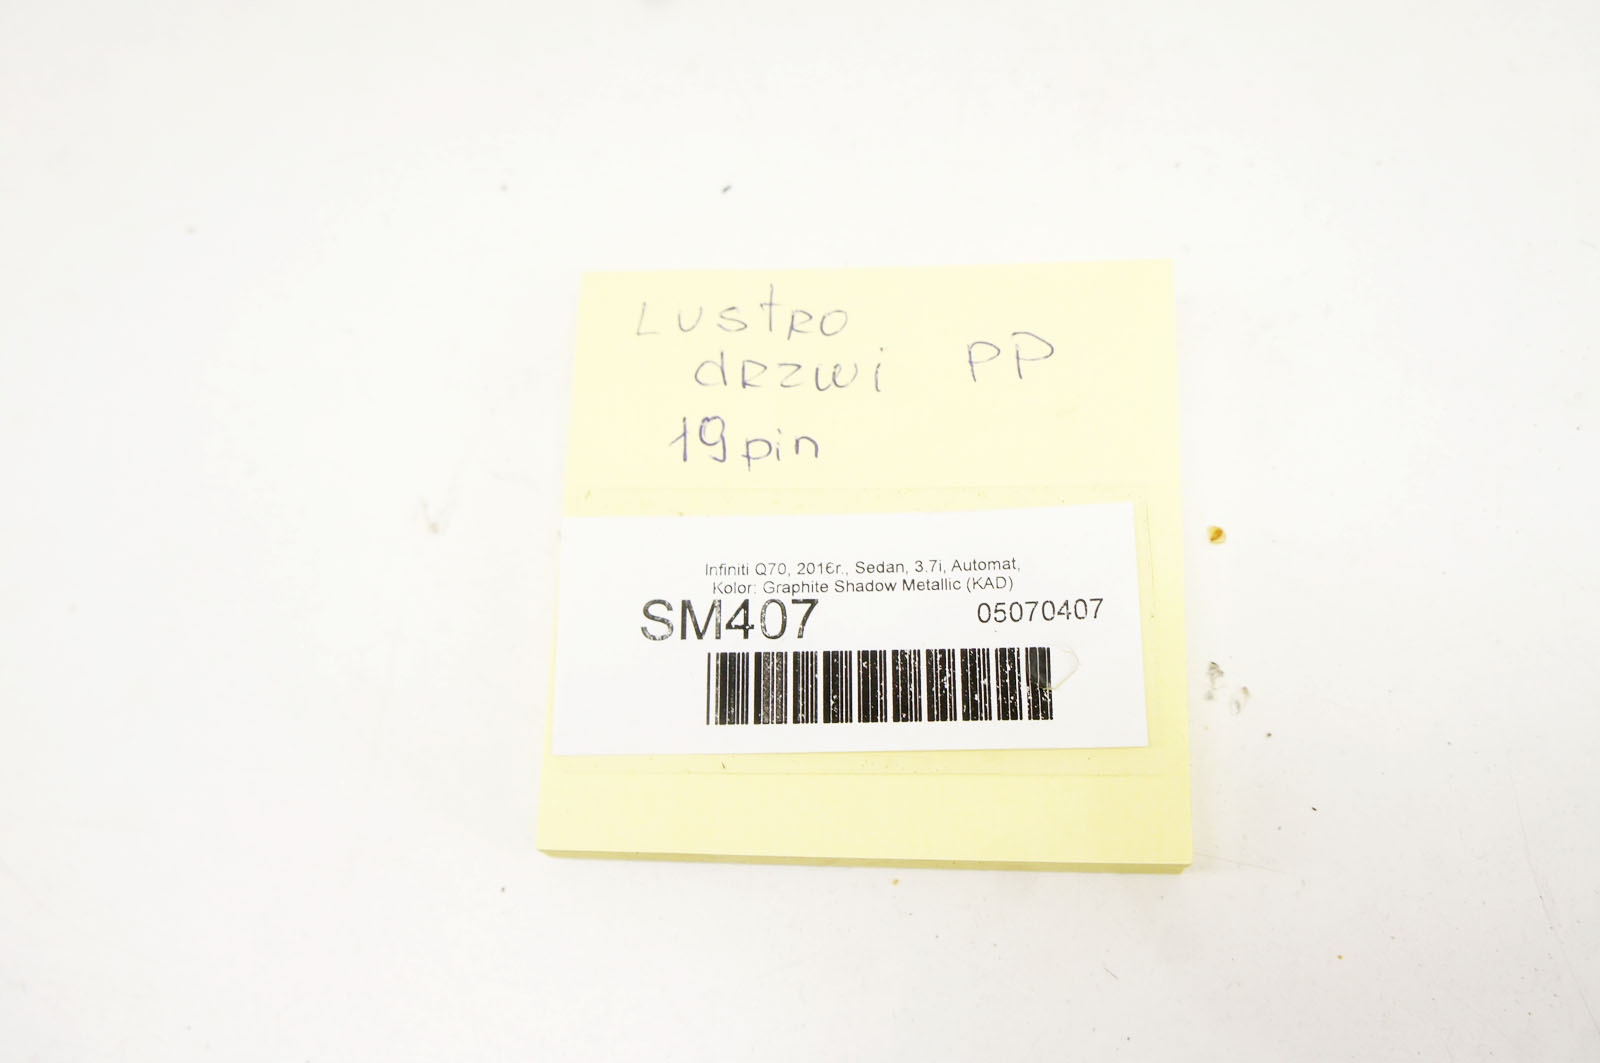 Lustro
drzwi PP
19pin
Infiniti Q70, 2016r., Sedan, 3.7i, Automat,
Kolor: Graphite Shadow Metallic (KAD)
SM407 05070407